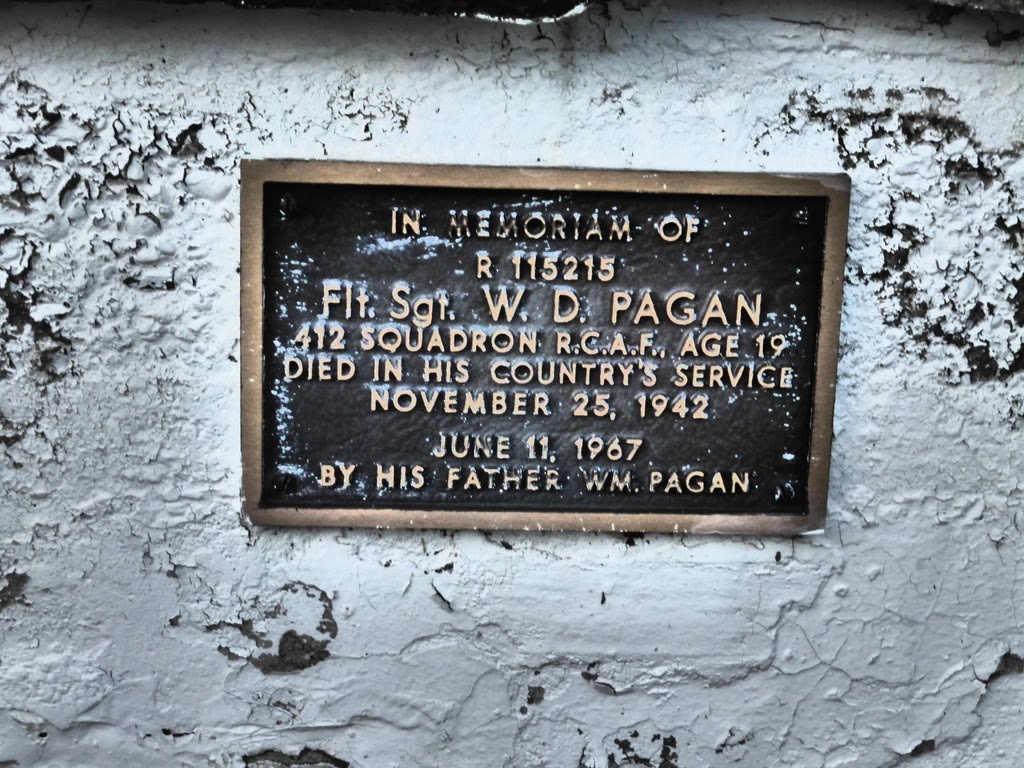 IN MEMORIAM OF
R 115215
Flt. Sgt. W. D. PAGAN
412 SQUADRON R.C.A.F., AGE 19
DIED IN HIS COUNTRY'S SERVICE
NOVEMBER 25, 1942
JUNE 11, 1967
BY HIS FATHER WM. PAGAN